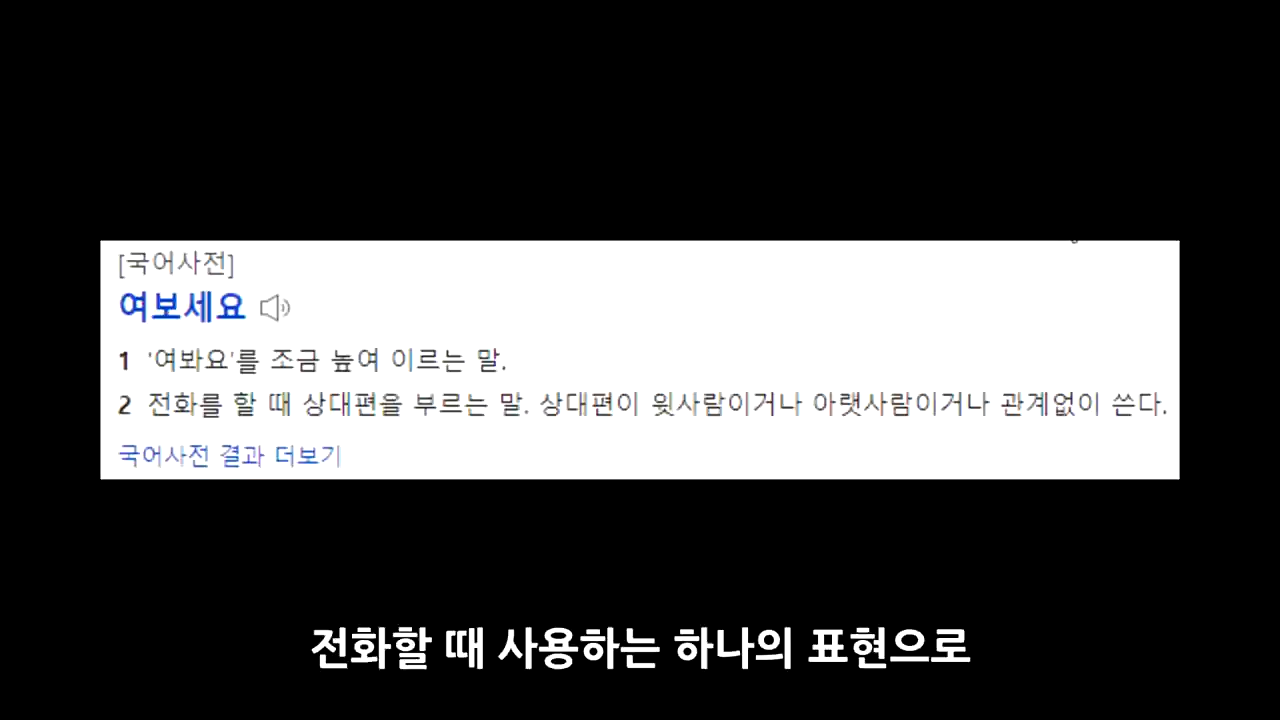 [국어사전]
여보세요
1 '여봐요'를 조금 높여 이르는 말.
2 전화를 할 때 상대편을 부르는 말. 상대편이 윗사람이거나 아랫사람이거나 관계없이 쓴다.
국어사전 결과 더보기
전화할 때 사용하는 하나의 표현으로